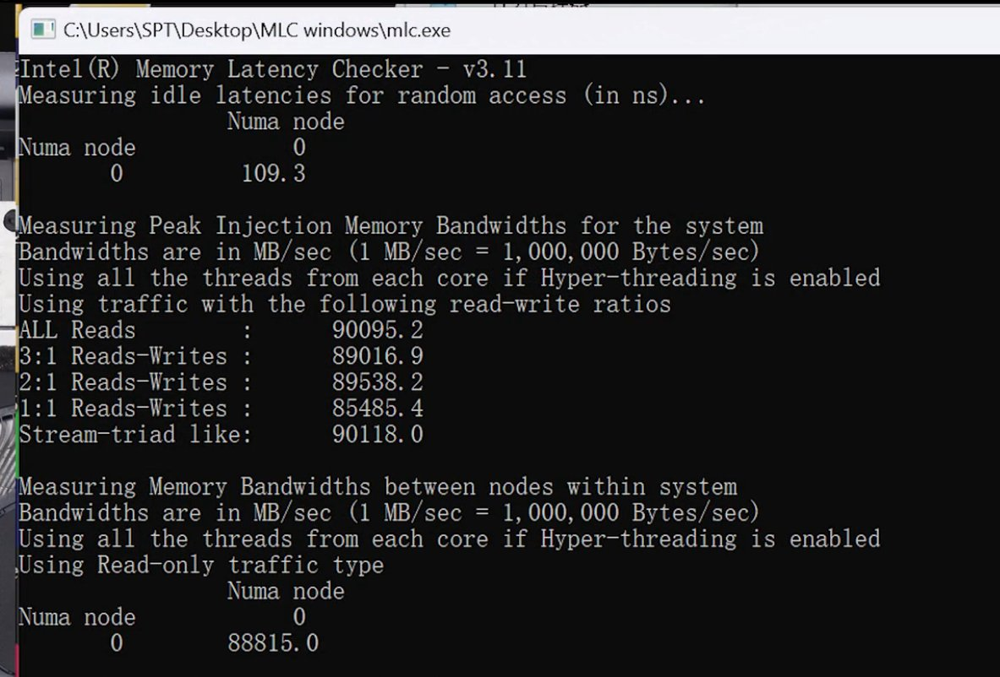 C:\Users\SPT\Desktop\MLC windows\mlc.exe
Intel(R) Memory Latency Checker - v3.11
Measuring idle latencies for random access (in ns)...
Numa node
Numa node 0
0 109.3
Measuring Peak Injection Memory Bandwidths for the system
Bandwidths are in MB/sec (1 MB/sec = 1,000,000 Bytes/sec)
Using all the threads from each core if Hyper-threading is enabled
Using traffic with the following read-write ratios
ALL Reads : 90095.2
3:1 Reads-Writes : 89016.9
2:1 Reads-Writes : 89538.2
1:1 Reads-Writes : 85485.4
Stream-triad like: 90118.0
Measuring Memory Bandwidths between nodes within system
Bandwidths are in MB/sec (1 MB/sec = 1,000,000 Bytes/sec)
Using all the threads from each core if Hyper-threading is enabled
Using Read-only traffic type
Numa node
Numa node 0
0 88815.0